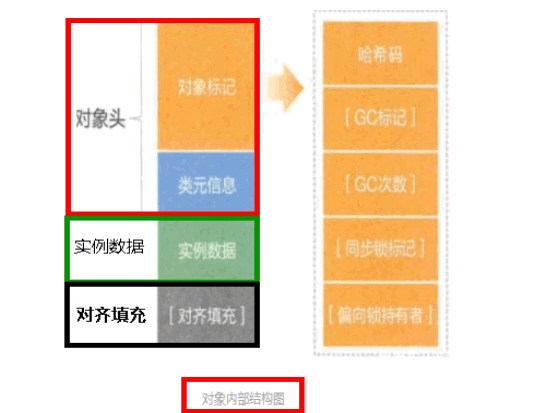 对象头
对象标记
类元信息
实例数据
实例数据
对齐填充
[ 对齐填充 ]
哈希码
[ GC标记 ]
[ GC次数 ]
[ 同步锁标记 ]
[ 偏向锁持有者 ]
对象内部结构图